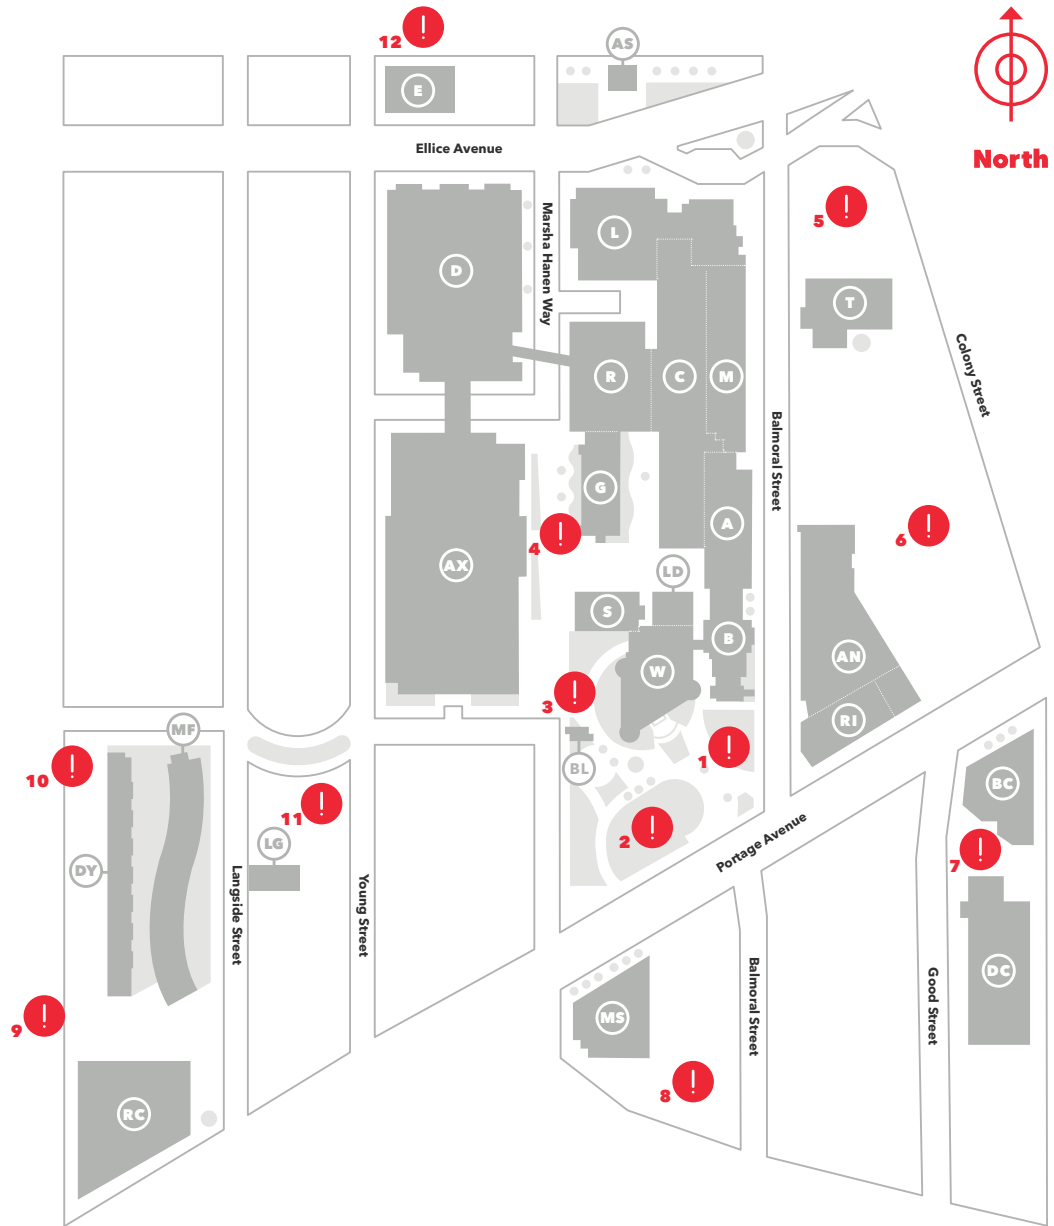 12
!
AS
E
North
Ellice Avenue
5
!
L
Marsha Hanen Way
D
T
R
C
M
Colony Street
Balmoral Street
G
A
4
!
6
!
AX
LD
S
B
W
AN
3
!
RI
MF
1
!
10
!
BL
BC
11
!
2
!
Portage Avenue
LG
7
!
DY
Langside Street
Young Street
DC
9
!
MS
Balmoral Street
Good Street
8
!
RC